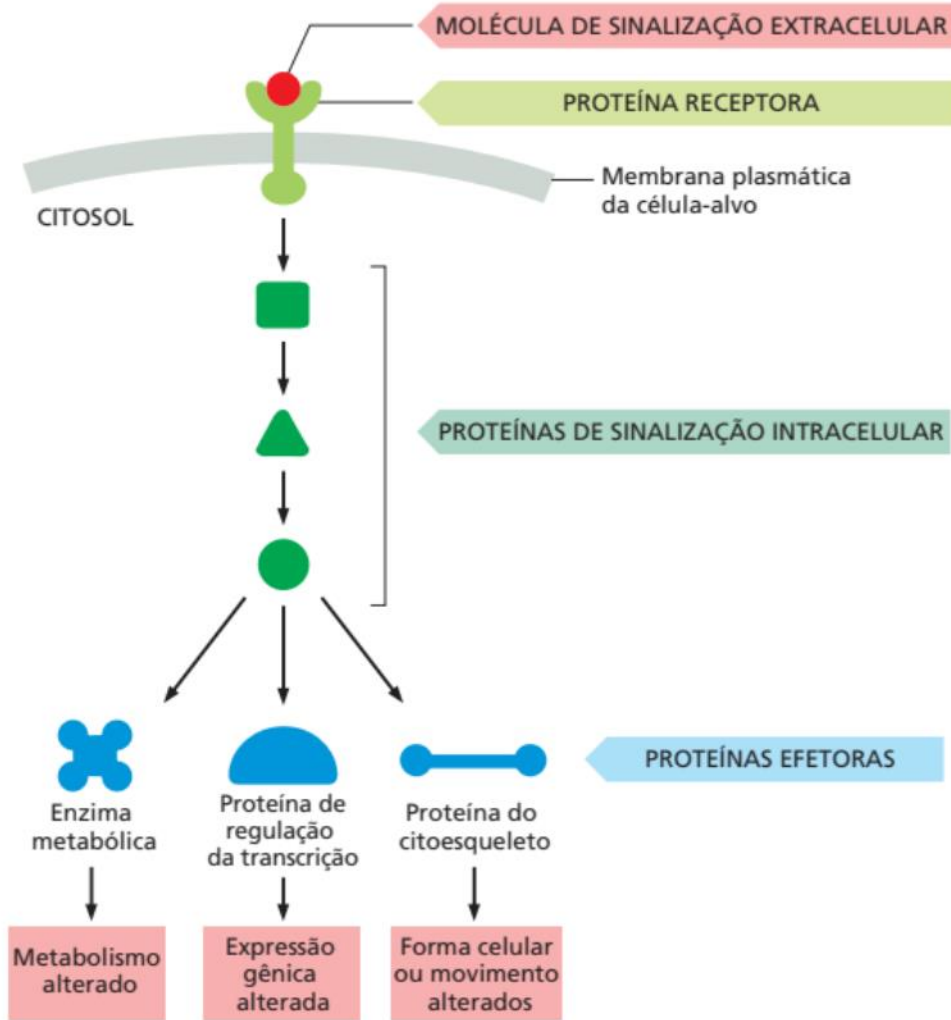 MOLÉCULA DE SINALIZAÇÃO EXTRACELULAR
PROTEÍNA RECEPTORA
Membrana plasmática
da célula-alvo
CITOSOL
PROTEÍNAS DE SINALIZAÇÃO INTRACELULAR
PROTEÍNAS EFETORAS
Enzima
metabólica
Proteína de
regulação
da transcrição
Proteína do
citoesqueleto
Metabolismo
alterado
Expressão
gênica
alterada
Forma celular
ou movimento
alterados